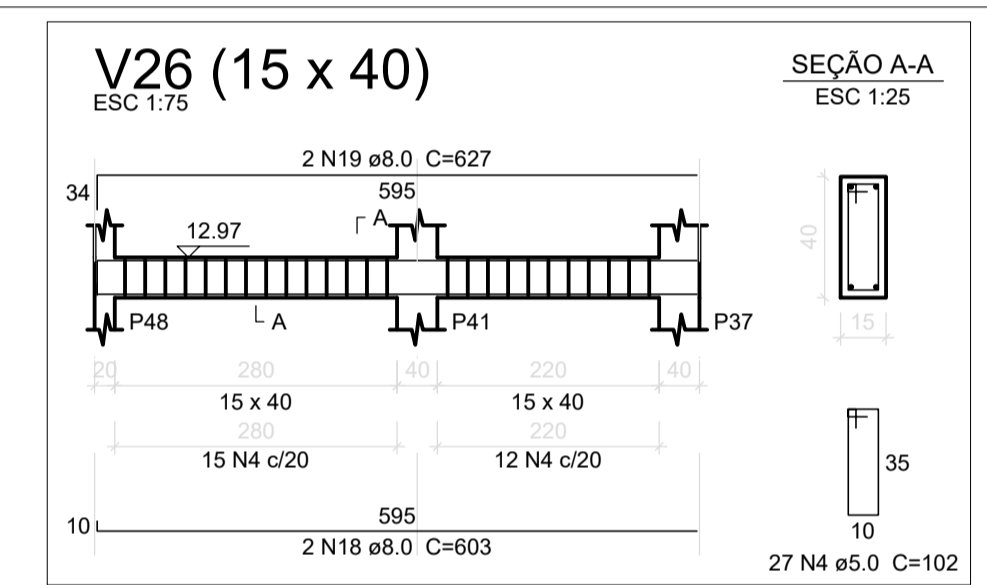 V26 (15 x 40)
ESC 1:75
SEÇÃO A-A
ESC 1:25
2 N19 ø8.0 C=627
34
595
A
12.97
A
P48
P41
P37
40
15
20
280
40
220
40
15 x 40
15 x 40
280
220
15 N4 c/20
12 N4 c/20
35
10
27 N4 ø5.0 C=102
10
595
2 N18 ø8.0 C=603